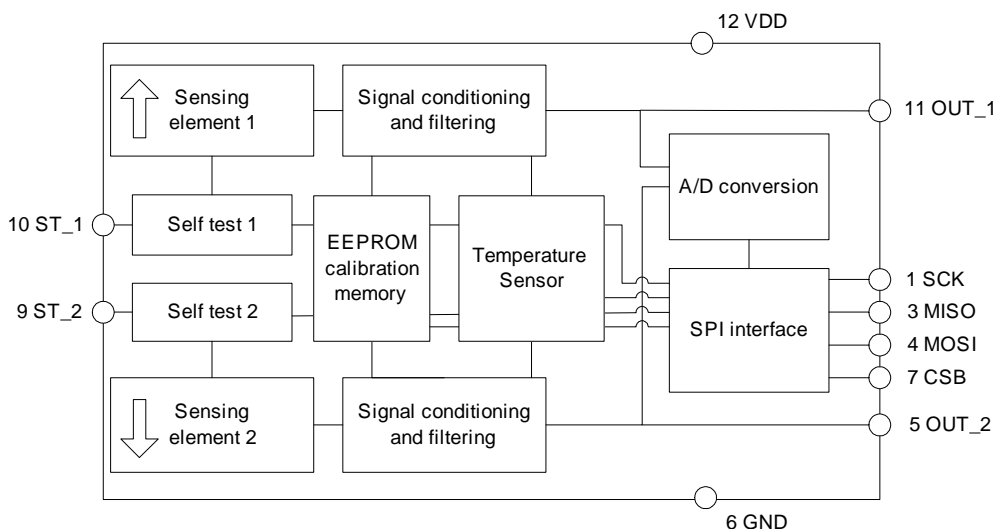 12 VDD
Sensing
element 1
Signal conditioning
and filtering
11 OUT_1
A/D conversion
10 ST_1
Self test 1
EEPROM
calibration
memory
Temperature
Sensor
9 ST_2
Self test 2
SPI interface
1 SCK
3 MISO
4 MOSI
7 CSB
Sensing
element 2
Signal conditioning
and filtering
5 OUT_2
6 GND